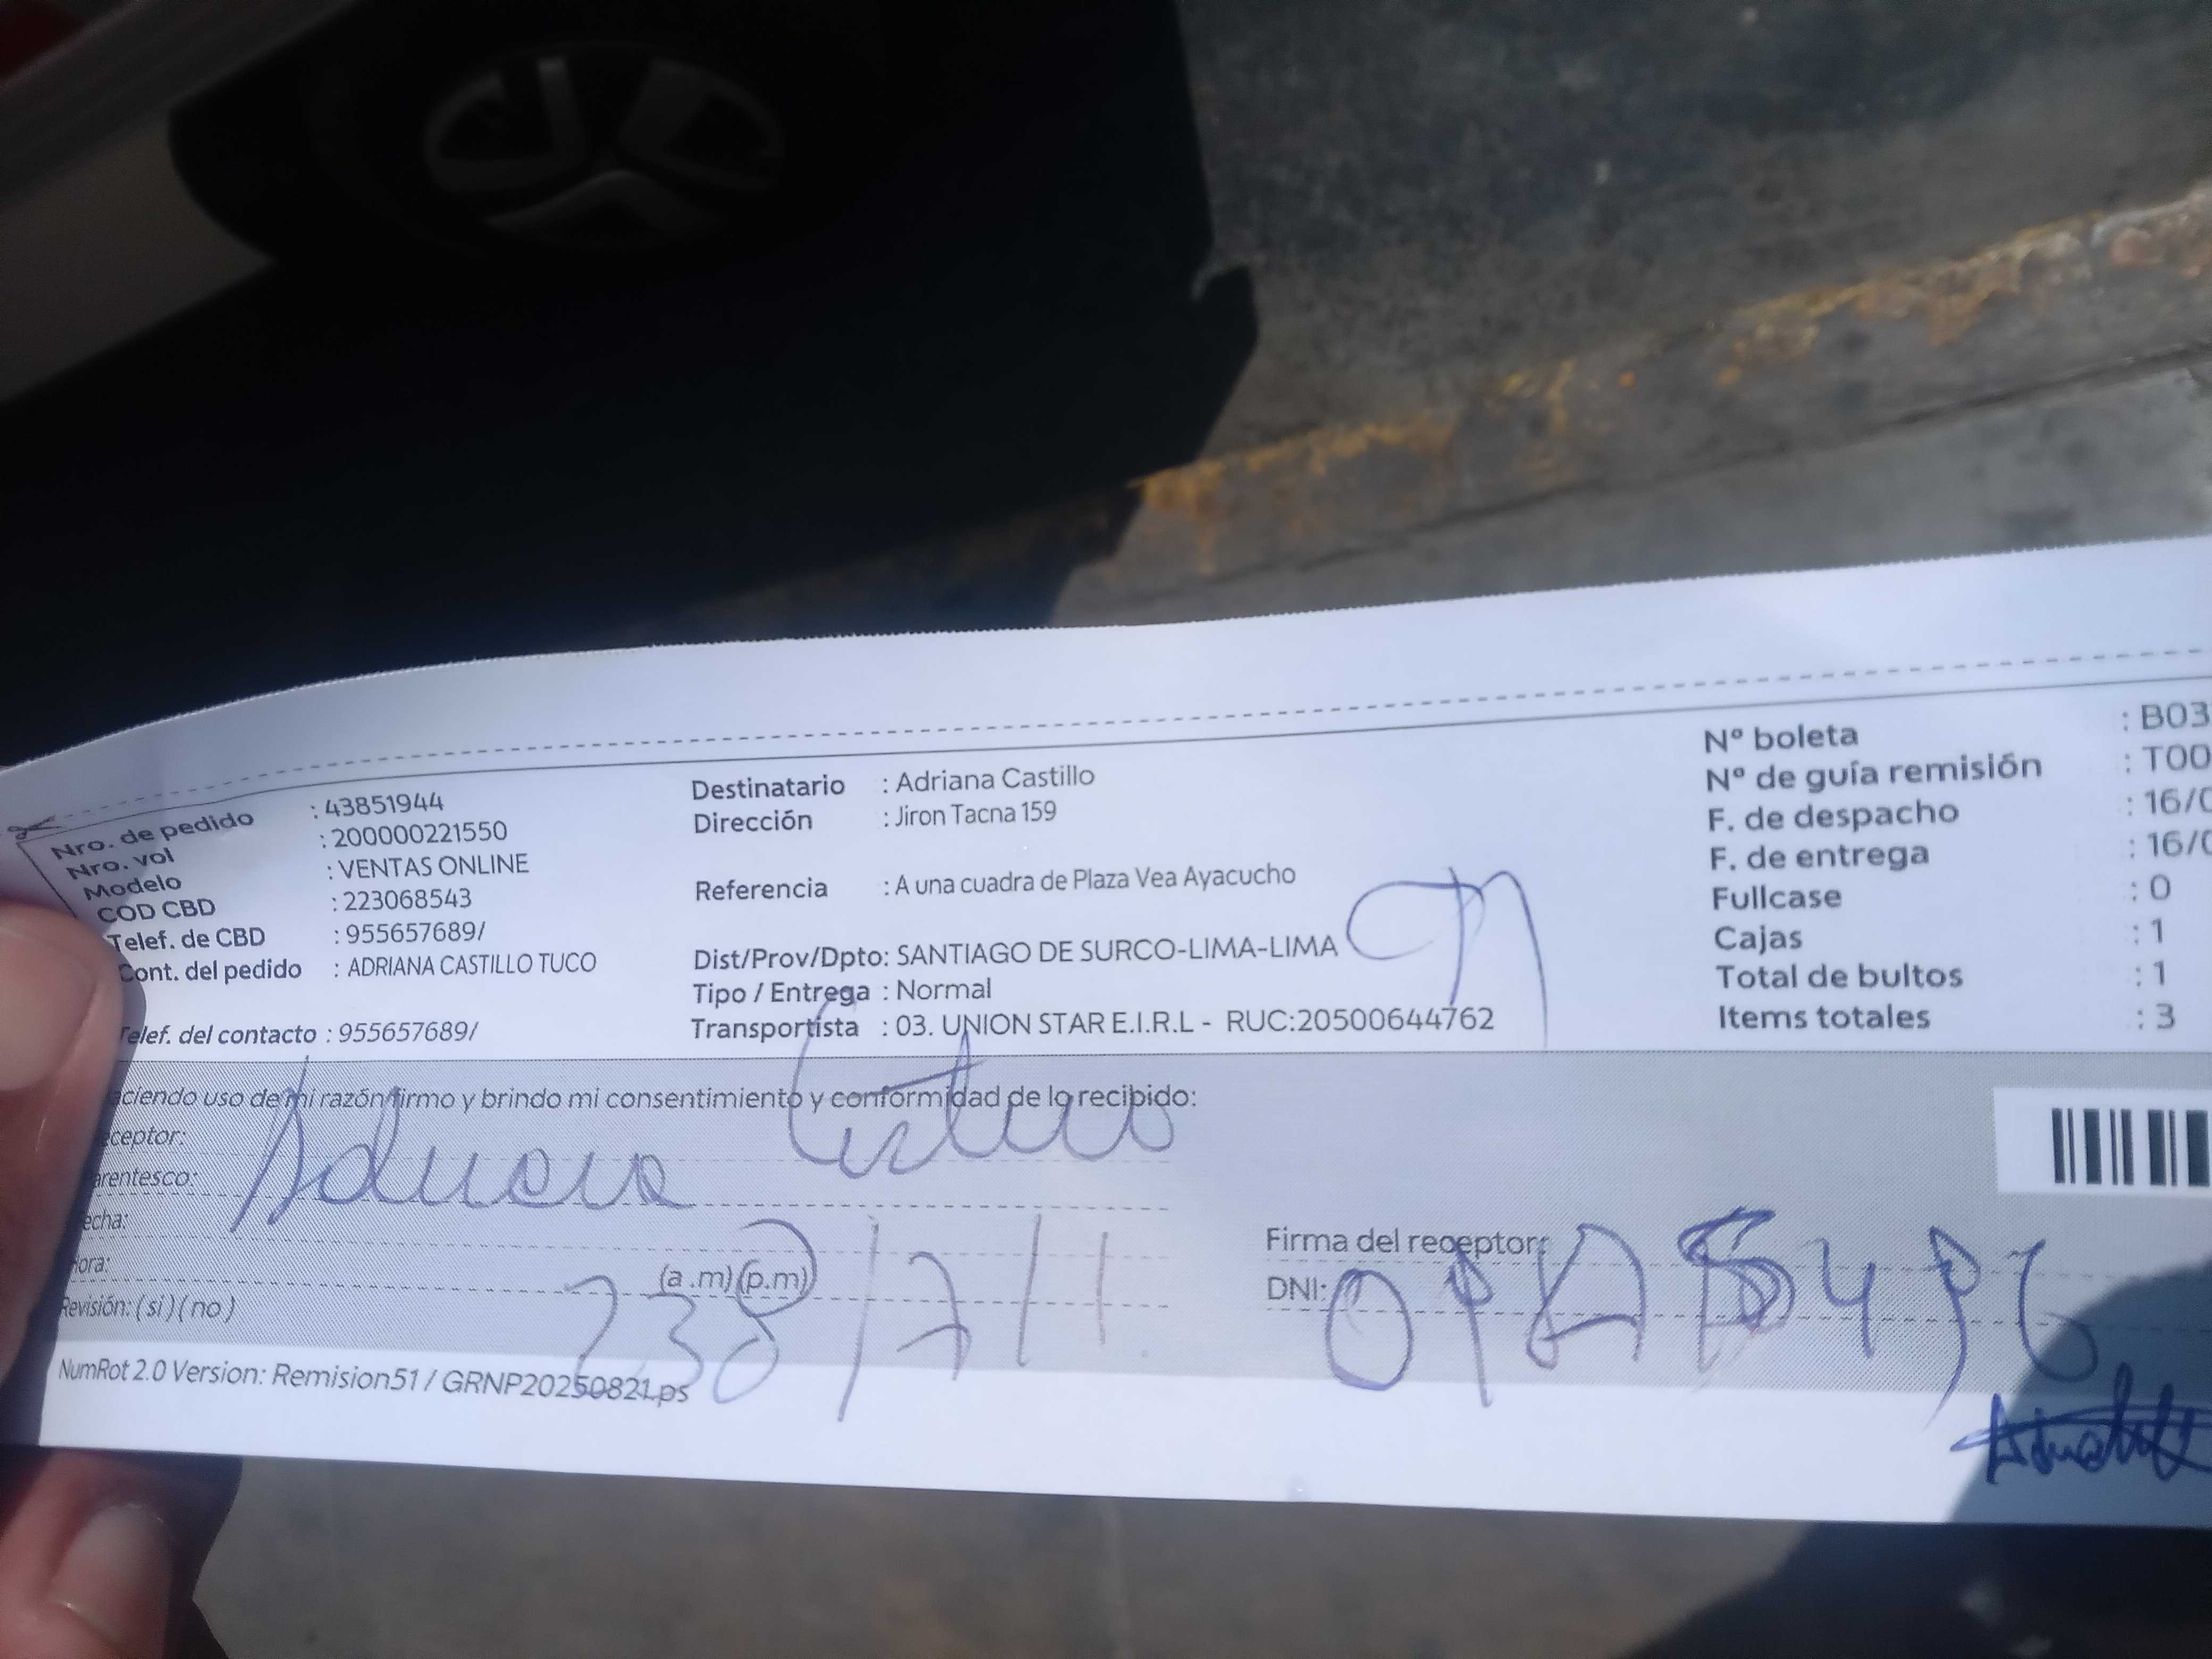 Nro. de pedido : 43851944
Nro. vol : 200000221550
Modelo : VENTAS ONLINE
COD CBD : 223068543
Telef. de CBD : 955657689/
Cont. del pedido : ADRIANA CASTILLO TUCO
Telef. del contacto : 955657689/
Destinatario : Adriana Castillo
Dirección : Jiron Tacna 159
Referencia : A una cuadra de Plaza Vea Ayacucho
Dist/Prov/Dpto: SANTIAGO DE SURCO-LIMA-LIMA
Tipo / Entrega : Normal
Transportista : 03. UNION STAR E.I.R.L - RUC:20500644762
Nº boleta : B03
Nº de guía remisión : T00
F. de despacho : 16/0
F. de entrega : 16/0
Fullcase : 0
Cajas : 1
Total de bultos : 1
Items totales : 3
aciendo uso de mi razón firmo y brindo mi consentimiento y conformidad de lo recibido:
eceptor:
arentesco:
echa:
ora: (a .m) (p.m)
Revisión: ( si ) ( no )
Firma del receptor:
DNI:
NumRot 2.0 Version: Remision51 / GRNP20250821.ps